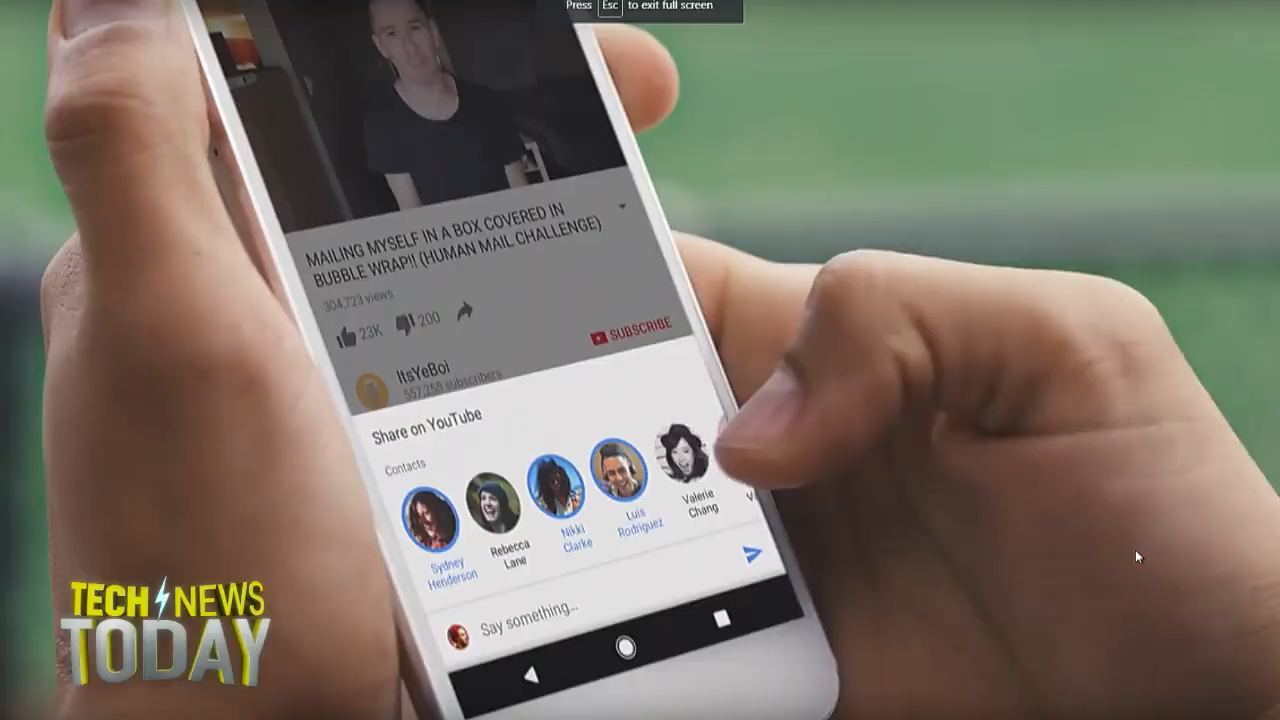 Press Esc to exit full screen
MAILING MYSELF IN A BOX COVERED IN
BUBBLE WRAP!! (HUMAN MAIL CHALLENGE)
304,723 views
23K
200
SUBSCRIBE
ItsYeBoi
557,258 subscribers
Share on YouTube
Contacts
Sydney
Henderson
Rebecca
Lane
Nikki
Clarke
Luis
Rodriguez
Valerie
Chang
V
Say something...
TECH NEWS
TODAY